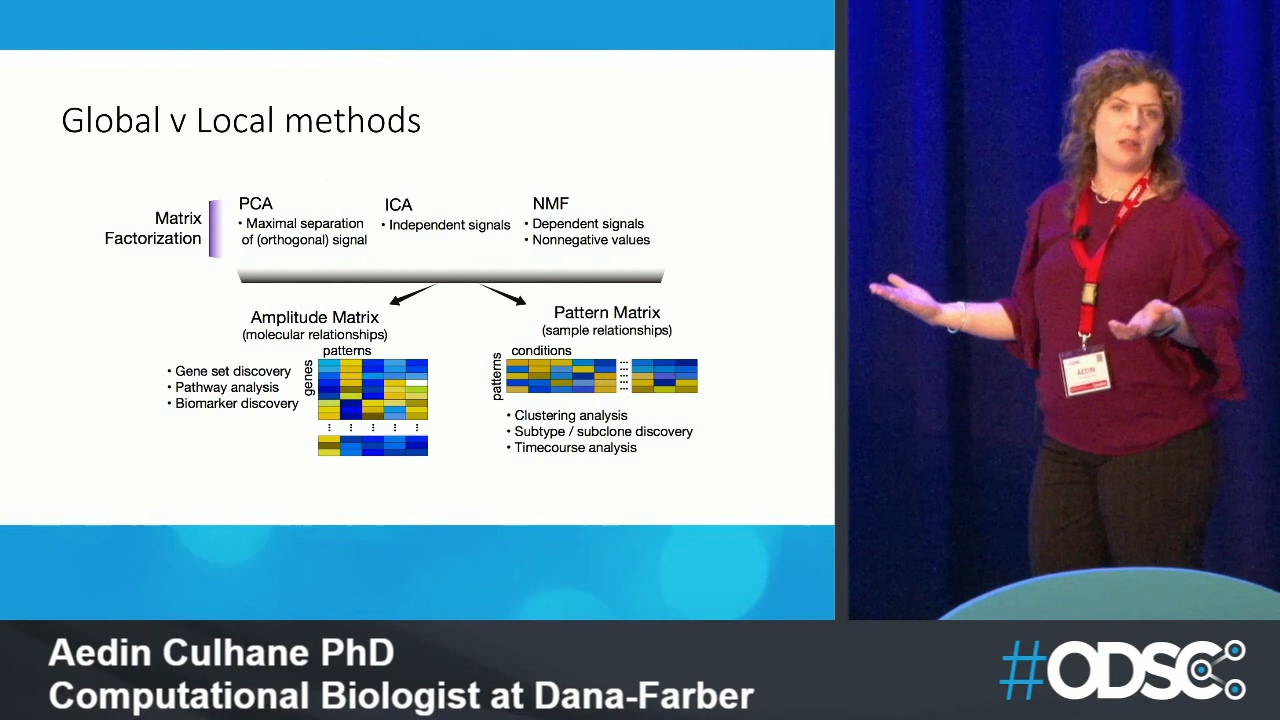 Global v Local methods
Matrix
Factorization
PCA
• Maximal separation
of (orthogonal) signal
ICA
• Independent signals
NMF
• Dependent signals
• Nonnegative values
Amplitude Matrix
(molecular relationships)
patterns
genes
• Gene set discovery
• Pathway analysis
• Biomarker discovery
Pattern Matrix
(sample relationships)
conditions
patterns
• Clustering analysis
• Subtype / subclone discovery
• Timecourse analysis
AEDIN
Aedin Culhane PhD
Computational Biologist at Dana-Farber
#ODSC